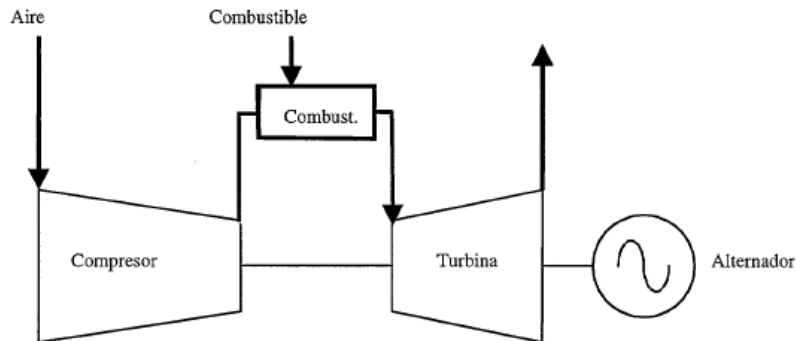 Aire
Combustible
Combust.
Compresor
Turbina
Alternador